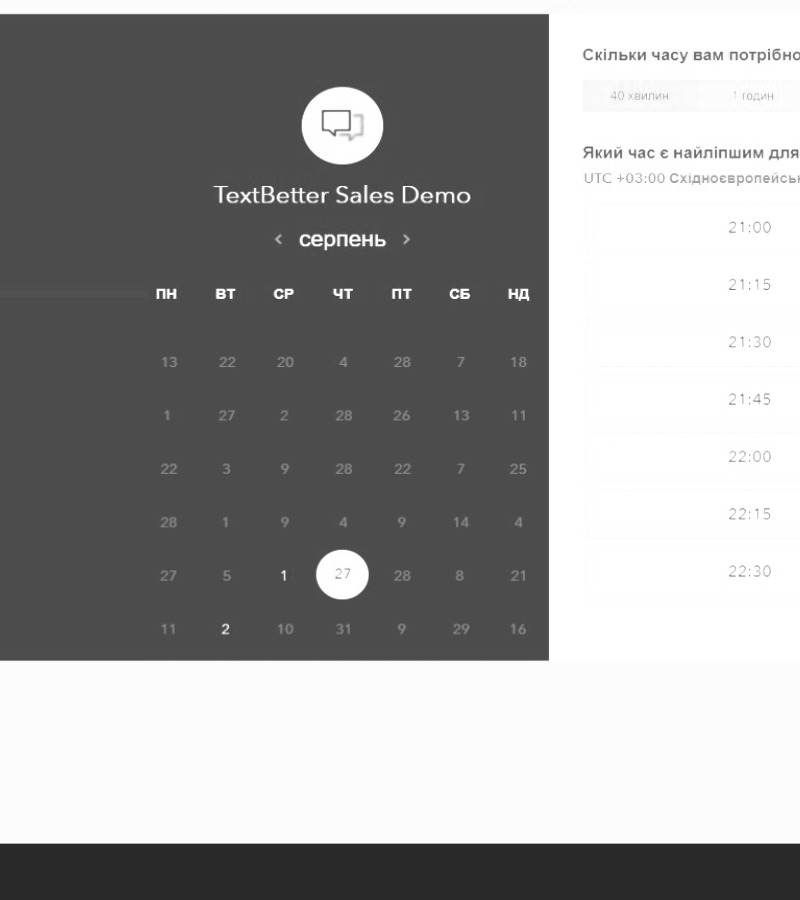 TextBetter Sales Demo
< серпень >
ПН ВТ СР ЧТ ПТ СБ НД
13 22 20 4 28 7 18
1 27 2 28 26 13 11
22 3 9 28 22 7 25
28 1 9 4 9 14 4
27 5 1 27 28 8 21
11 2 10 31 9 29 16
Скільки часу вам потрібно
40 хвилин 1 годин
Який час є найліпшим для
UTC +03:00 Східноєвропейськ
21:00
21:15
21:30
21:45
22:00
22:15
22:30